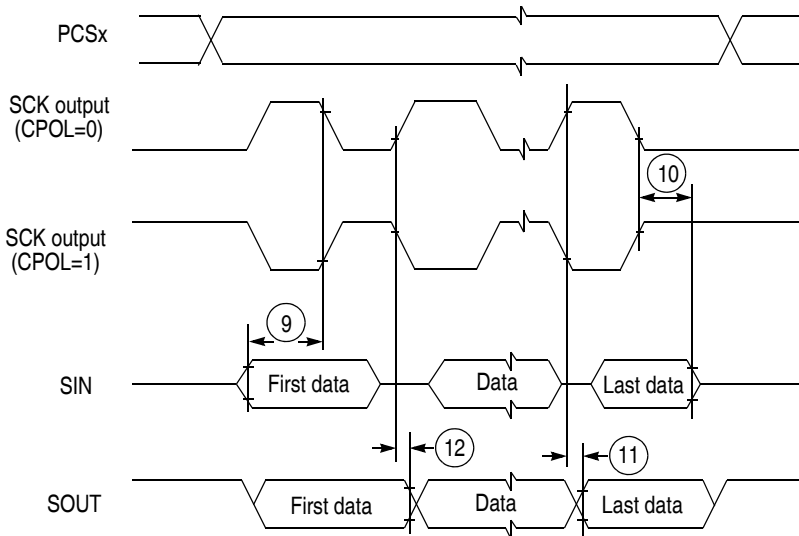 PCSx
SCK output
(CPOL=0)
10
SCK output
(CPOL=1)
9
SIN
First data
Data
Last data
12
11
SOUT
First data
Data
Last data